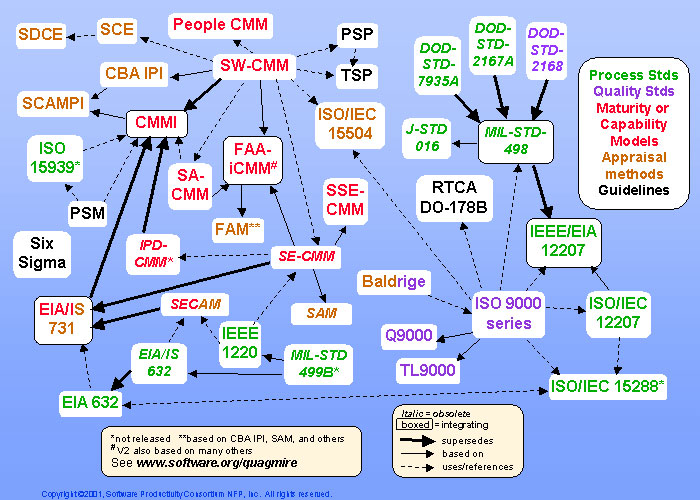 SDCE
SCE
People CMM
PSP
TSP
SW-CMM
CBA IPI
SCAMPI
CMMI
ISO/IEC
15504
DOD-
STD-
7935A
DOD-
STD-
2167A
DOD-
STD-
2168
Process Stds
Quality Stds
Maturity or
Capability
Models
Appraisal
methods
Guidelines
J-STD
016
MIL-STD-
498
ISO
15939*
FAA-
iCMM#
SA-
CMM
SSE-
CMM
RTCA
DO-178B
PSM
FAM**
IEEE/EIA
12207
Six
Sigma
IPD-
CMM*
SE-CMM
Baldrige
ISO 9000
series
ISO/IEC
12207
EIA/IS
731
SECAM
SAM
Q9000
TL9000
EIA/IS
632
IEEE
1220
MIL-STD
499B*
EIA 632
ISO/IEC 15288*
*not released **based on CBA IPI, SAM, and others
# V2 also based on many others
See www.software.org/quagmire
Italic = obsolete
boxed = integrating
supersedes
based on
uses/references
Copyright ©2001, Software Productivity Consortium NFP, Inc. All rights reserved.